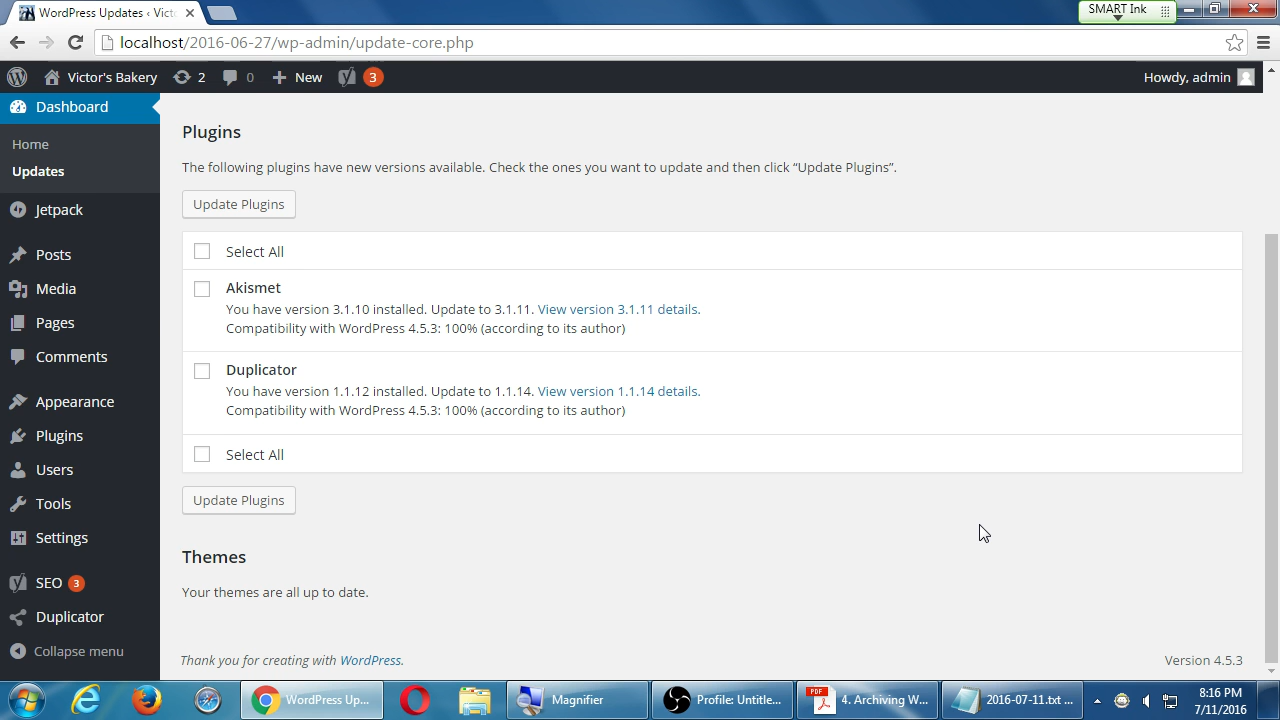 WordPress Updates ‹ Victo
SMART Ink
localhost/2016-06-27/wp-admin/update-core.php
Victor's Bakery
2
0
New
3
Howdy, admin
Dashboard
Home
Updates
Jetpack
Posts
Media
Pages
Comments
Appearance
Plugins
Users
Tools
Settings
SEO 3
Duplicator
Collapse menu
Plugins
The following plugins have new versions available. Check the ones you want to update and then click “Update Plugins”.
Update Plugins
Select All
Akismet
You have version 3.1.10 installed. Update to 3.1.11. View version 3.1.11 details.
Compatibility with WordPress 4.5.3: 100% (according to its author)
Duplicator
You have version 1.1.12 installed. Update to 1.1.14. View version 1.1.14 details.
Compatibility with WordPress 4.5.3: 100% (according to its author)
Select All
Update Plugins
Themes
Your themes are all up to date.
Thank you for creating with WordPress.
Version 4.5.3
WordPress Up...
Magnifier
Profile: Untitle...
PDF
4. Archiving W...
2016-07-11.txt ...
8:16 PM
7/11/2016